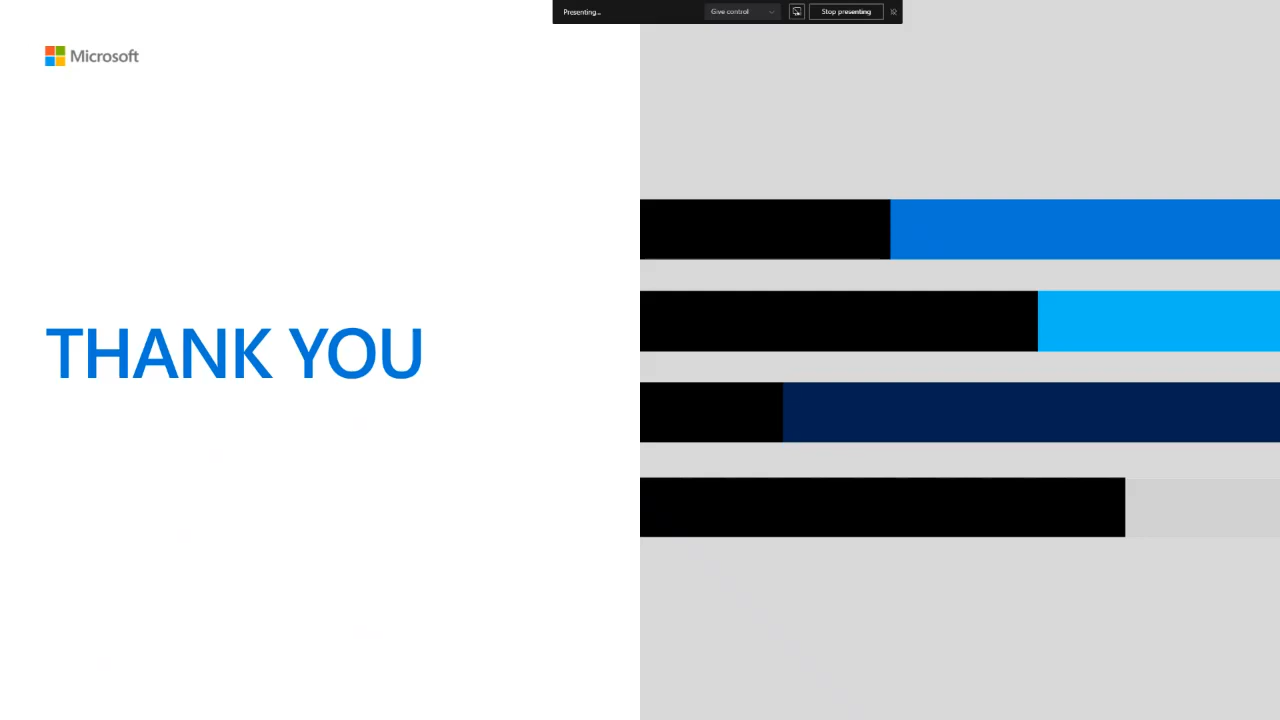 Presenting...
Give control
Stop presenting
Microsoft
THANK YOU